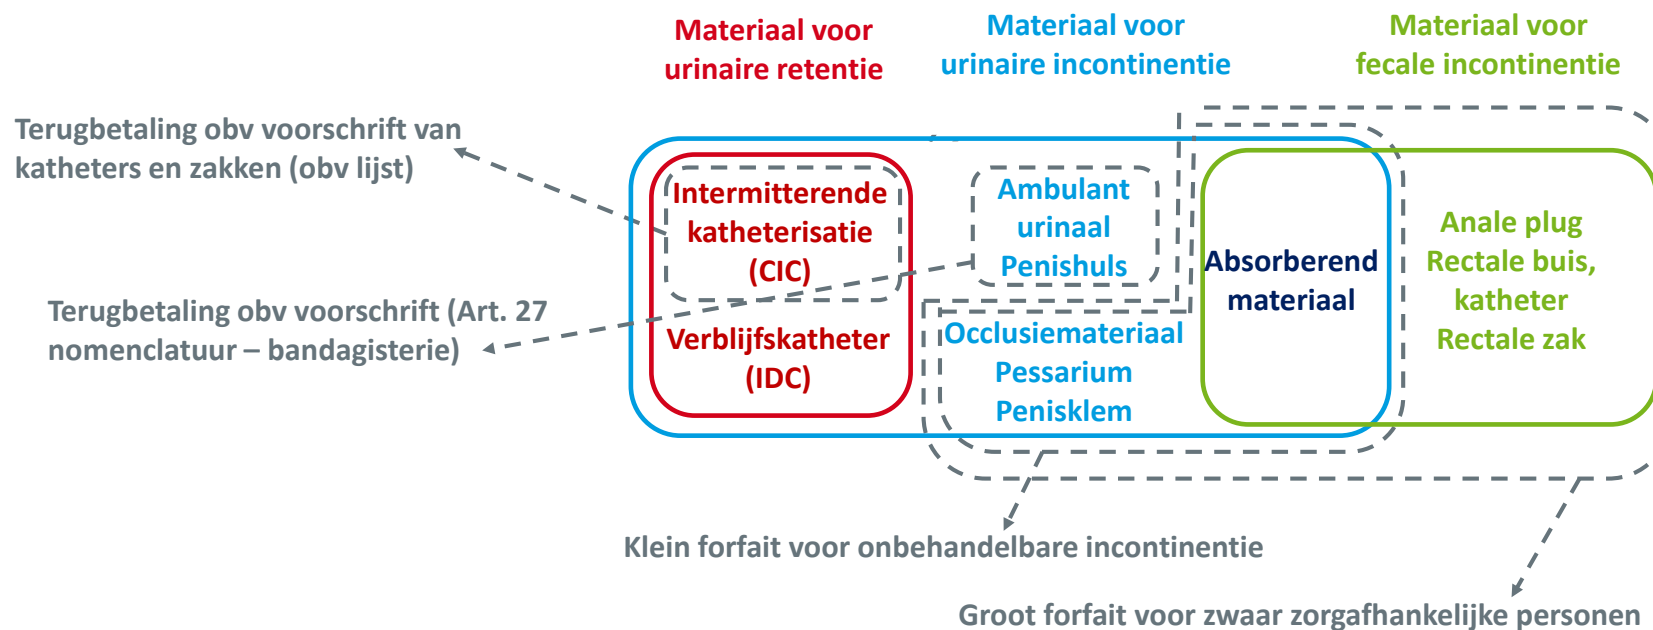 Materiaal voor
urinaire retentie
Materiaal voor
urinaire incontinentie
Materiaal voor
fecale incontinentie
Terugbetaling obv voorschrift van
katheters en zakken (obv lijst)
Intermitterende
katheterisatie
(CIC)
Verblijfskatheter
(IDC)
Ambulant
urinaal
Penishuls
Occlusiemateriaal
Pessarium
Penisklem
Absorberend
materiaal
Anale plug
Rectale buis,
katheter
Rectale zak
Terugbetaling obv voorschrift (Art. 27
nomenclatuur – bandagisterie)
Klein forfait voor onbehandelbare incontinentie
Groot forfait voor zwaar zorgafhankelijke personen